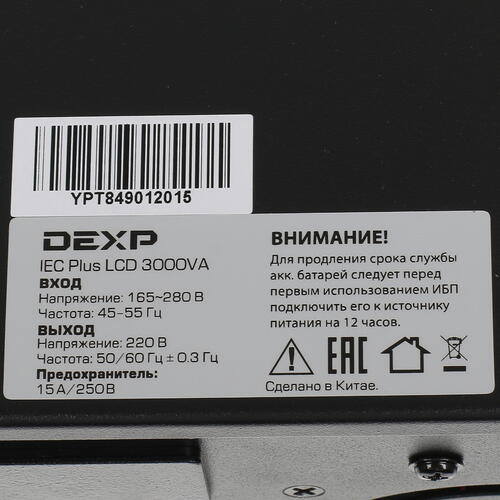 YPT849012015
DEXP
IEC Plus LCD 3000VA
ВХОД
Напряжение: 165~280 В
Частота: 45-55 Гц
ВЫХОД
Напряжение: 220 В
Частота: 50/60 Гц ± 0.3 Гц
Предохранитель:
15А/250В
ВНИМАНИЕ!
Для продления срока службы
акк. батарей следует перед
первым использованием ИБП
подключить его к источнику
питания на 12 часов.
EAC
Сделано в Китае.